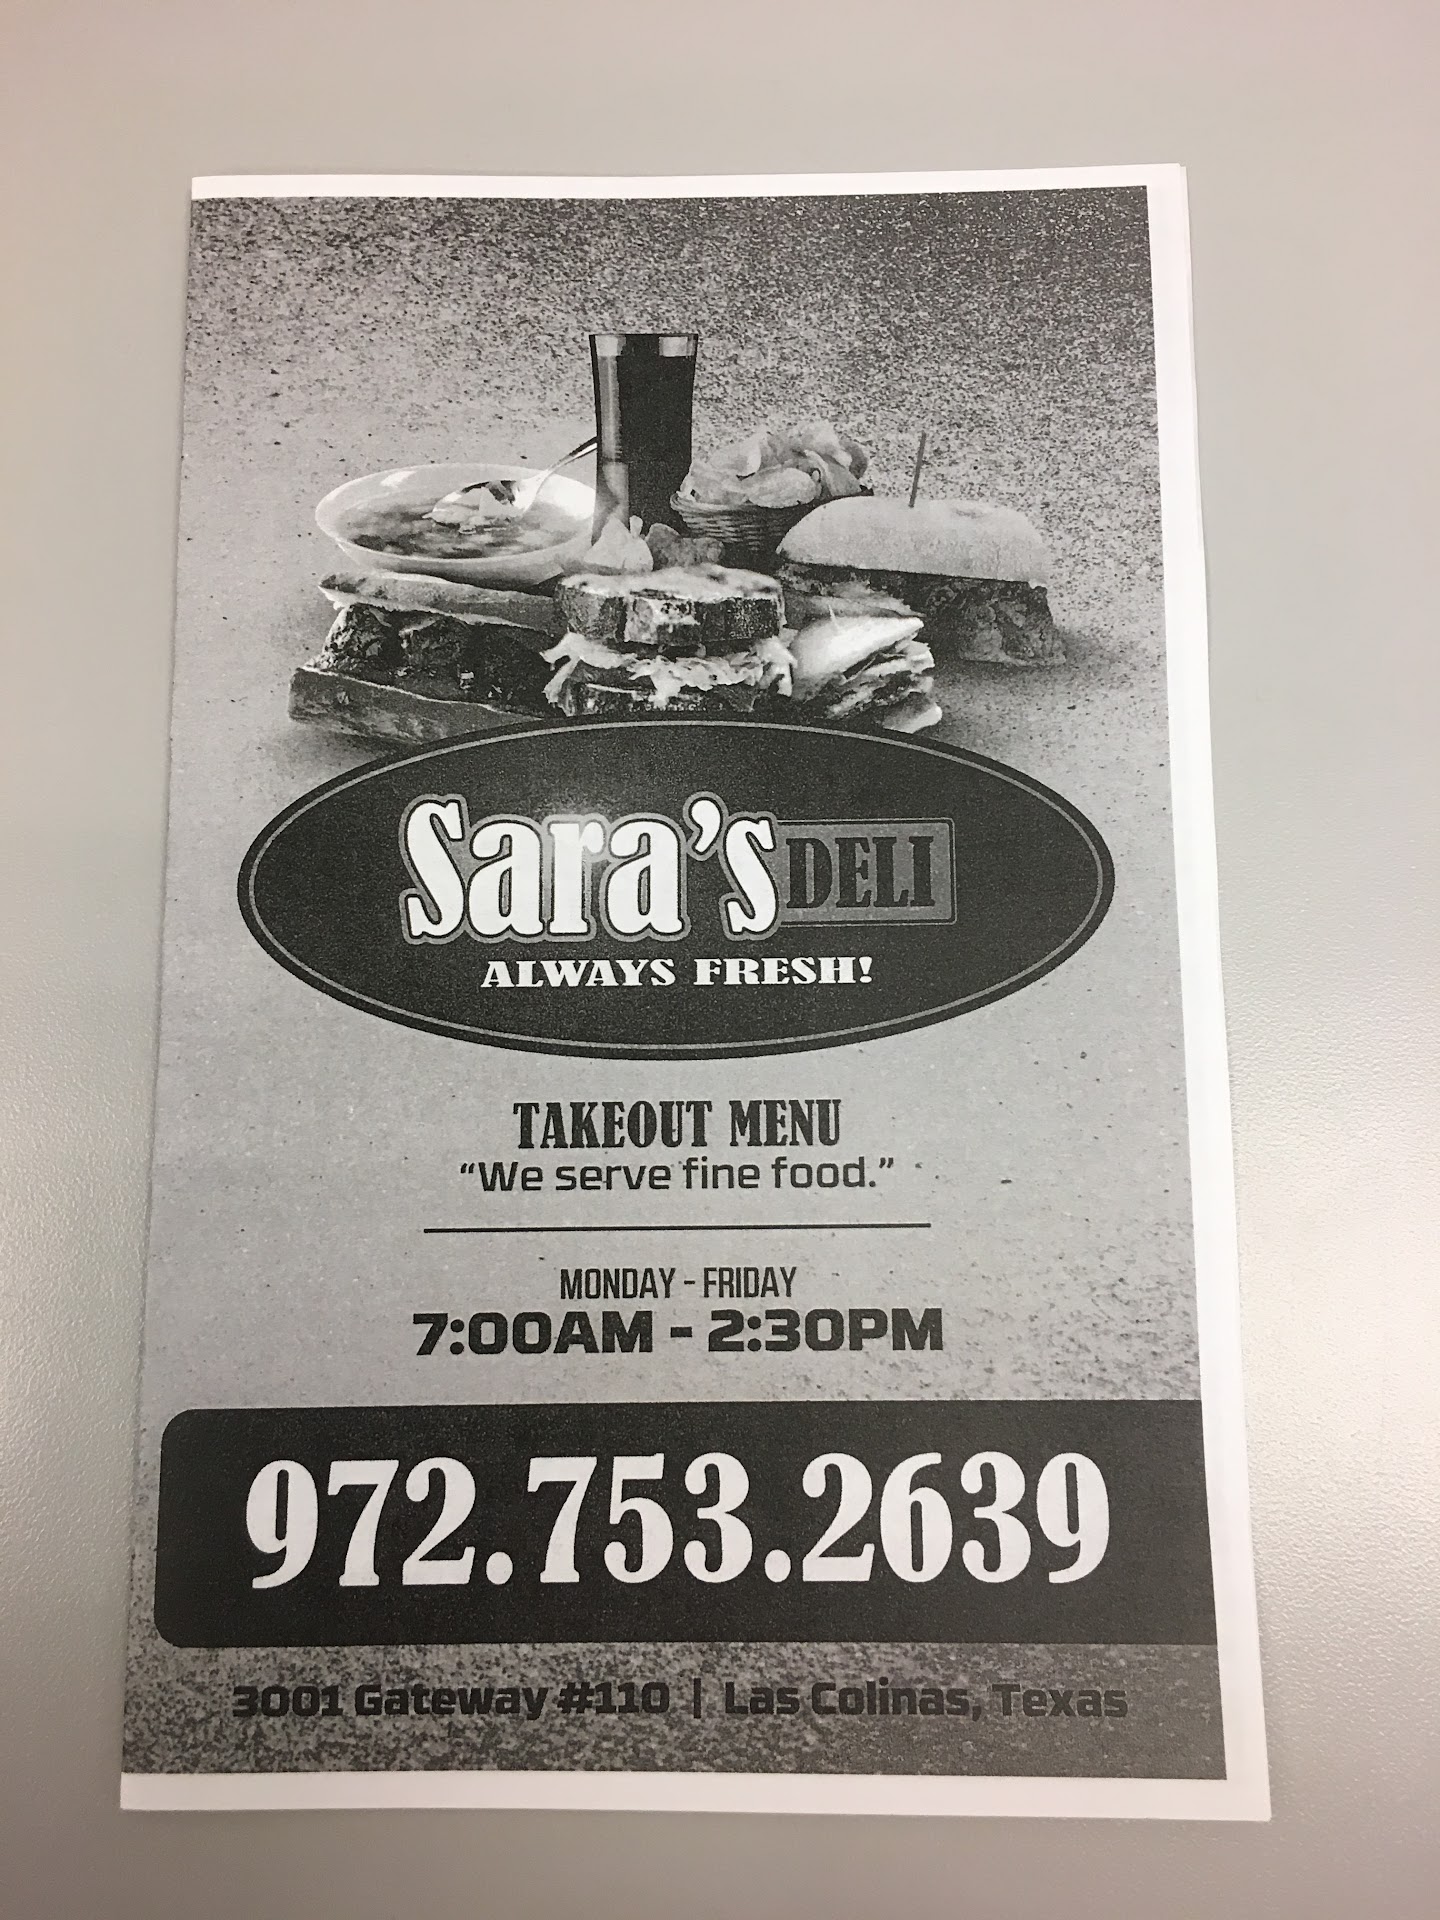 Sara's DELI
ALWAYS FRESH!
TAKEOUT MENU
“We serve fine food.”
MONDAY - FRIDAY
7:00AM - 2:30PM
972.753.2639
3001 Gateway #110 | Las Colinas, Texas